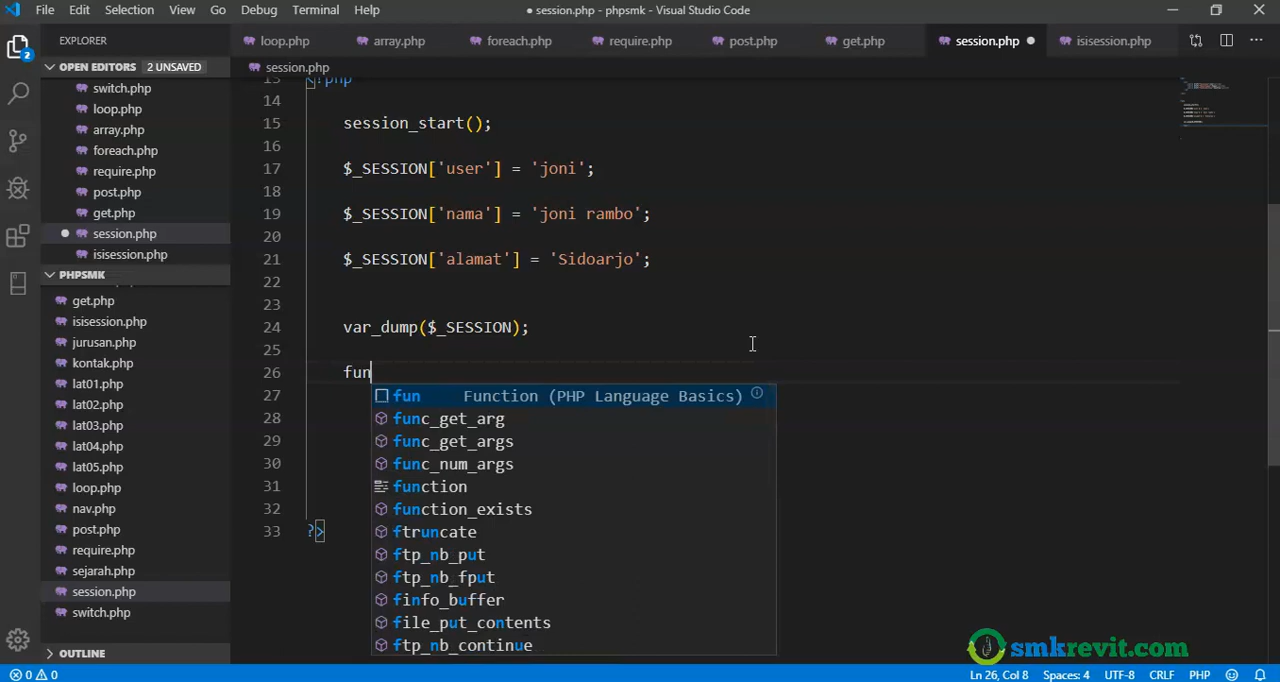 File Edit Selection View Go Debug Terminal Help
● session.php - phpsmk - Visual Studio Code
2
EXPLORER
OPEN EDITORS 2 UNSAVED
switch.php
loop.php
array.php
foreach.php
require.php
post.php
get.php
session.php
isisession.php
PHPSMK
get.php
isisession.php
jurusan.php
kontak.php
lat01.php
lat02.php
lat03.php
lat04.php
lat05.php
loop.php
nav.php
post.php
require.php
sejarah.php
session.php
switch.php
OUTLINE
loop.php array.php foreach.php require.php post.php get.php session.php isisession.php
session.php
13 <?php
14
15 session_start();
16
17 $_SESSION['user'] = 'joni';
18
19 $_SESSION['nama'] = 'joni rambo';
20
21 $_SESSION['alamat'] = 'Sidoarjo';
22
23
24 var_dump($_SESSION);
25
26 fun
27
28
29
30
31
32
33 ?>
fun Function (PHP Language Basics)
func_get_arg
func_get_args
func_num_args
function
function_exists
ftruncate
ftp_nb_put
ftp_nb_fput
finfo_buffer
file_put_contents
ftp_nb_continue
smkrevit.com
0 0 Ln 26, Col 8 Spaces: 4 UTF-8 CRLF PHP